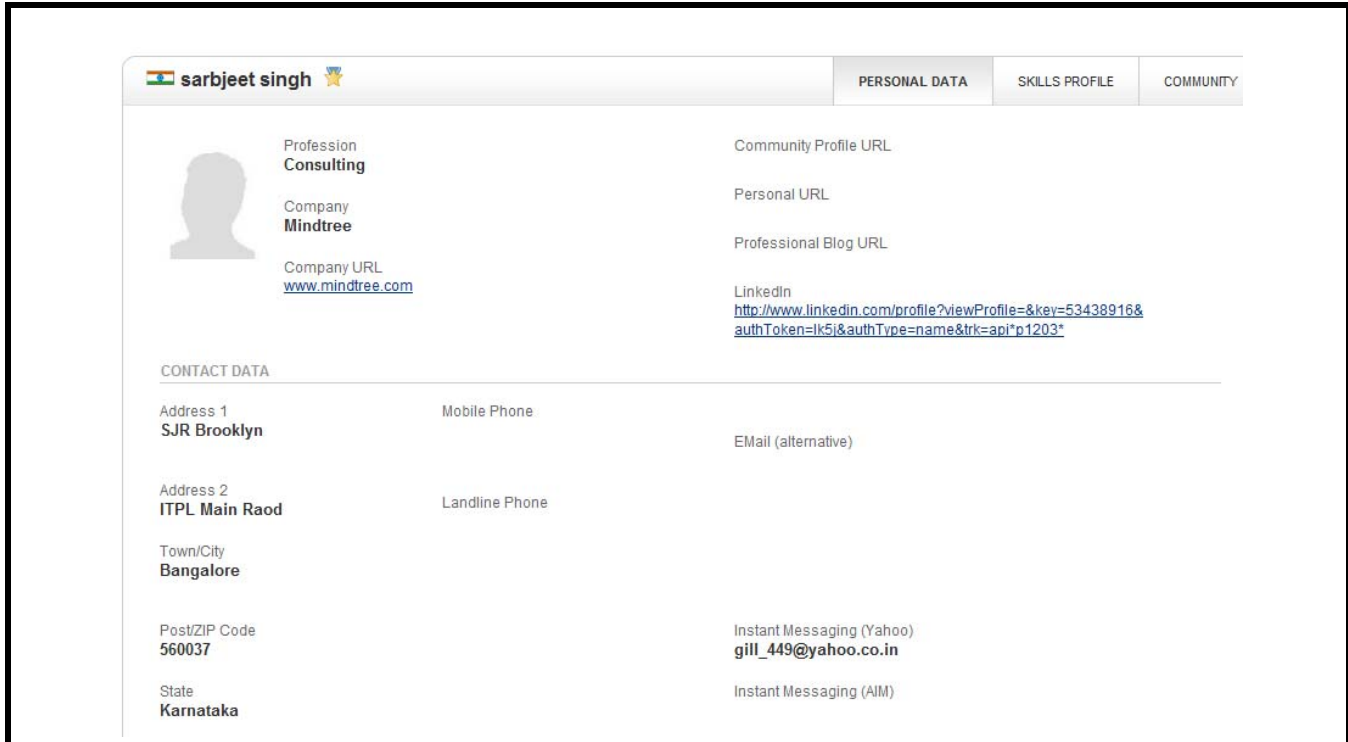 sarbjeet singh
PERSONAL DATA
SKILLS PROFILE
COMMUNITY
Profession
Consulting
Company
Mindtree
Company URL
www.mindtree.com
Community Profile URL
Personal URL
Professional Blog URL
LinkedIn
http://www.linkedin.com/profile?viewProfile=&key=53438916&
authToken=lk5j&authType=name&trk=api*p1203*
CONTACT DATA
Address 1
SJR Brooklyn
Mobile Phone
EMail (alternative)
Address 2
ITPL Main Raod
Landline Phone
Town/City
Bangalore
Post/ZIP Code
560037
Instant Messaging (Yahoo)
gill_449@yahoo.co.in
State
Karnataka
Instant Messaging (AIM)